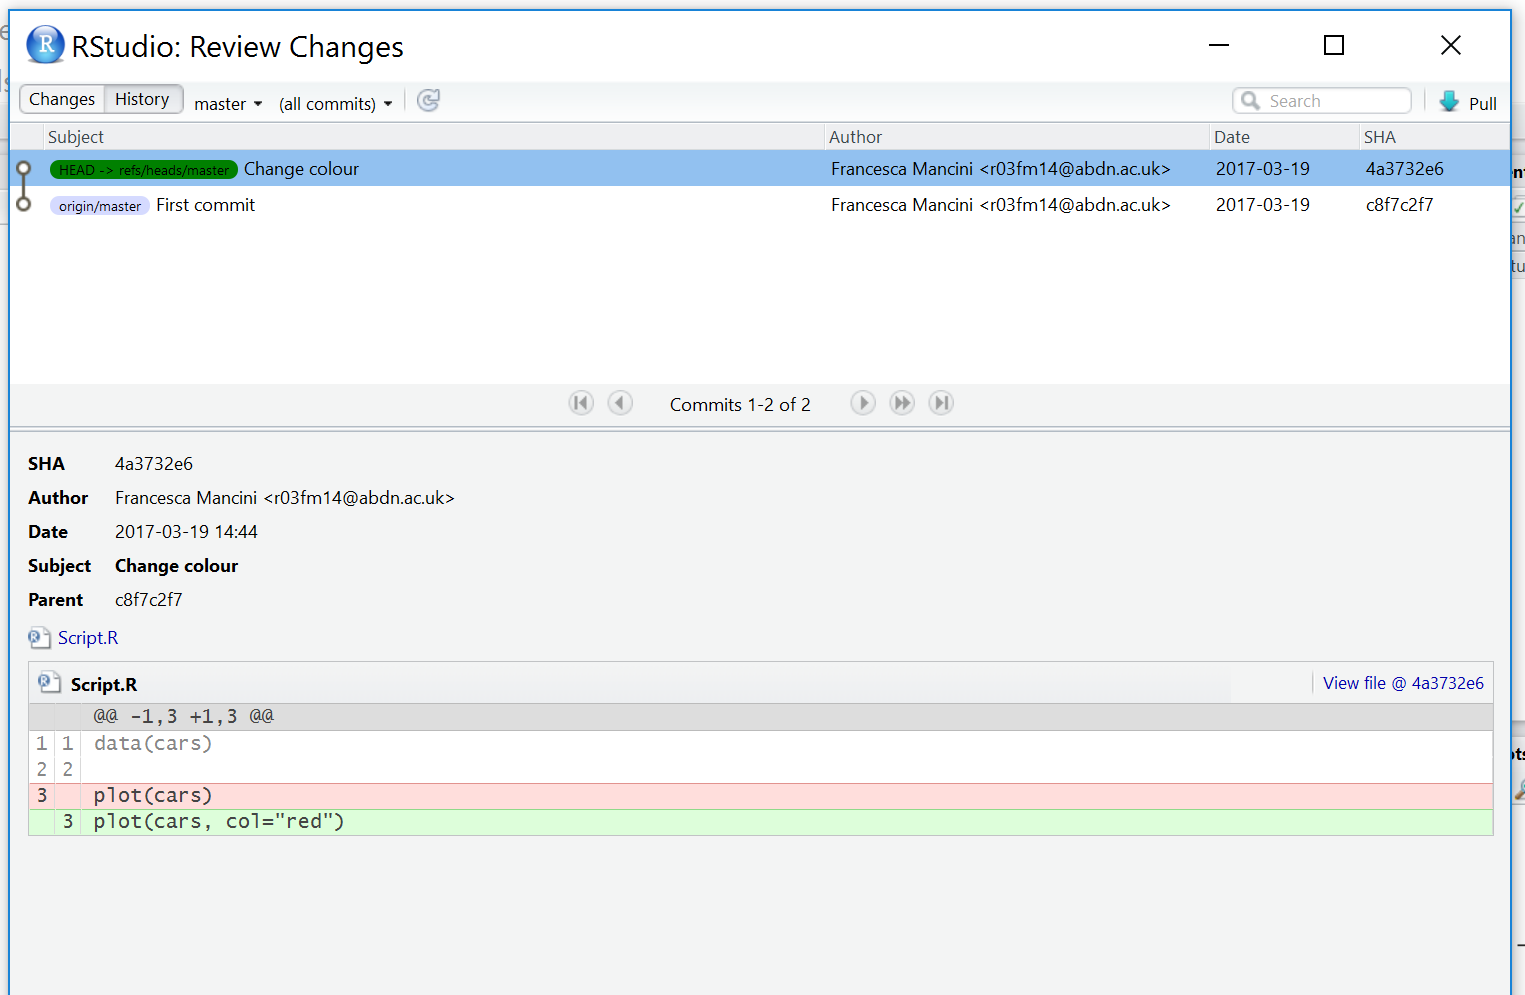 RStudio: Review Changes
Changes History master (all commits) Search Pull
Subject Author Date SHA
HEAD -> refs/heads/master Change colour Francesca Mancini <r03fm14@abdn.ac.uk> 2017-03-19 4a3732e6
origin/master First commit Francesca Mancini <r03fm14@abdn.ac.uk> 2017-03-19 c8f7c2f7
Commits 1-2 of 2
SHA 4a3732e6
Author Francesca Mancini <r03fm14@abdn.ac.uk>
Date 2017-03-19 14:44
Subject Change colour
Parent c8f7c2f7
Script.R
Script.R View file @ 4a3732e6
@@ -1,3 +1,3 @@
1 1 data(cars)
2 2
3 plot(cars)
3 plot(cars, col="red")